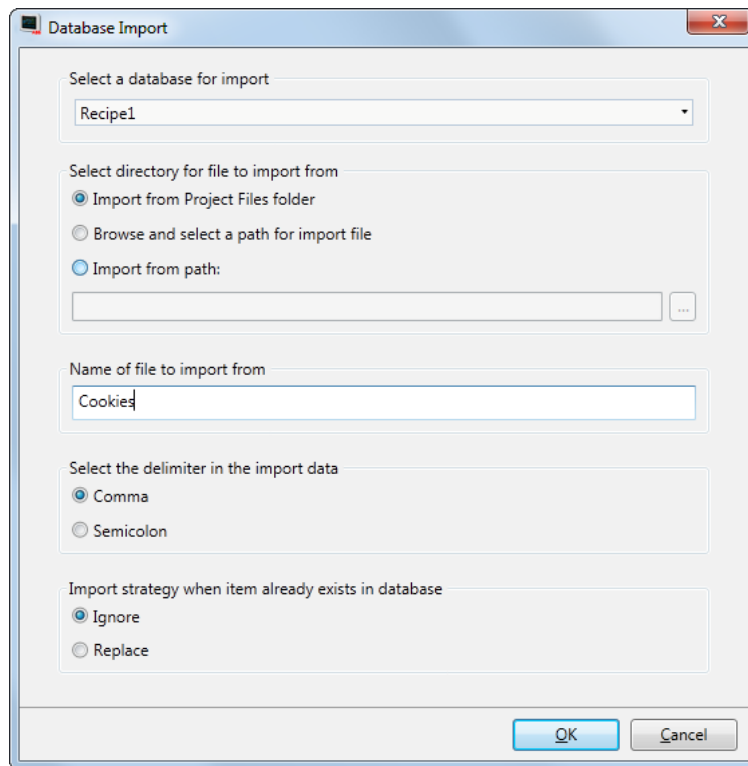 Database Import
Select a database for import
Recipe1
Select directory for file to import from
Import from Project Files folder
Browse and select a path for import file
Import from path:
...
Name of file to import from
Cookies
Select the delimiter in the import data
Comma
Semicolon
Import strategy when item already exists in database
Ignore
Replace
OK Cancel